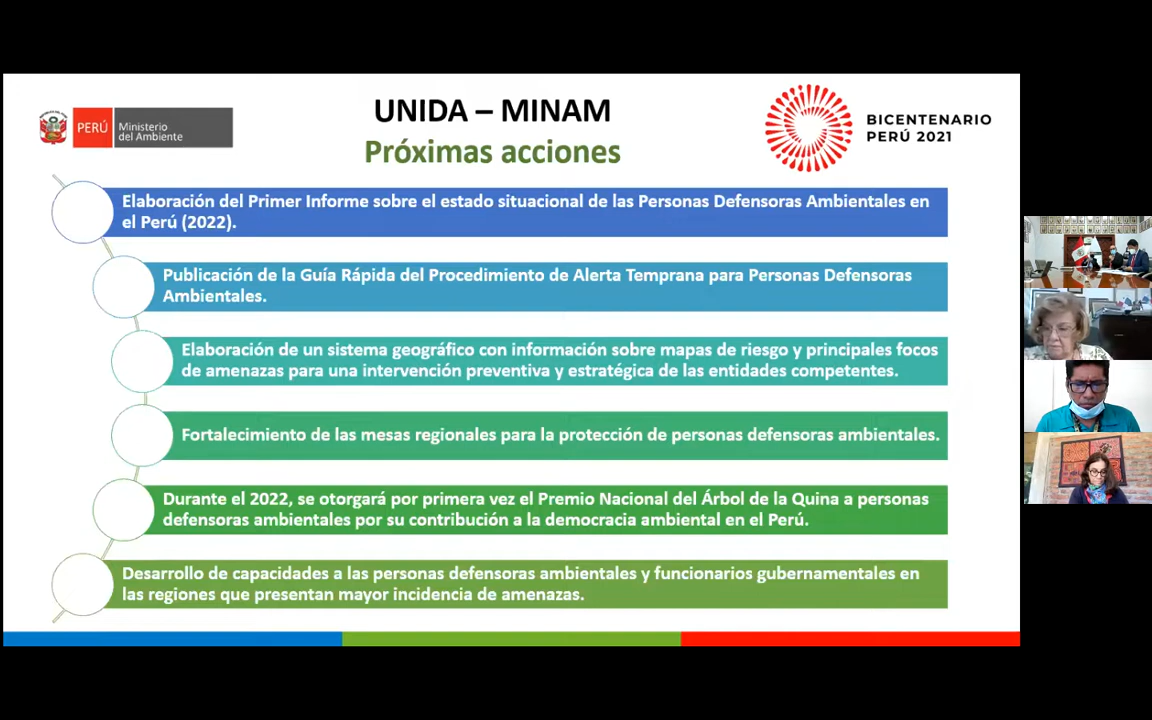 PERÚ
Ministerio
del Ambiente
UNIDA – MINAM
Próximas acciones
BICENTENARIO
PERÚ 2021
Elaboración del Primer Informe sobre el estado situacional de las Personas Defensoras Ambientales en
el Perú (2022).
Publicación de la Guía Rápida del Procedimiento de Alerta Temprana para Personas Defensoras
Ambientales.
Elaboración de un sistema geográfico con información sobre mapas de riesgo y principales focos
de amenazas para una intervención preventiva y estratégica de las entidades competentes.
Fortalecimiento de las mesas regionales para la protección de personas defensoras ambientales.
Durante el 2022, se otorgará por primera vez el Premio Nacional del Árbol de la Quina a personas
defensoras ambientales por su contribución a la democracia ambiental en el Perú.
Desarrollo de capacidades a las personas defensoras ambientales y funcionarios gubernamentales en
las regiones que presentan mayor incidencia de amenazas.